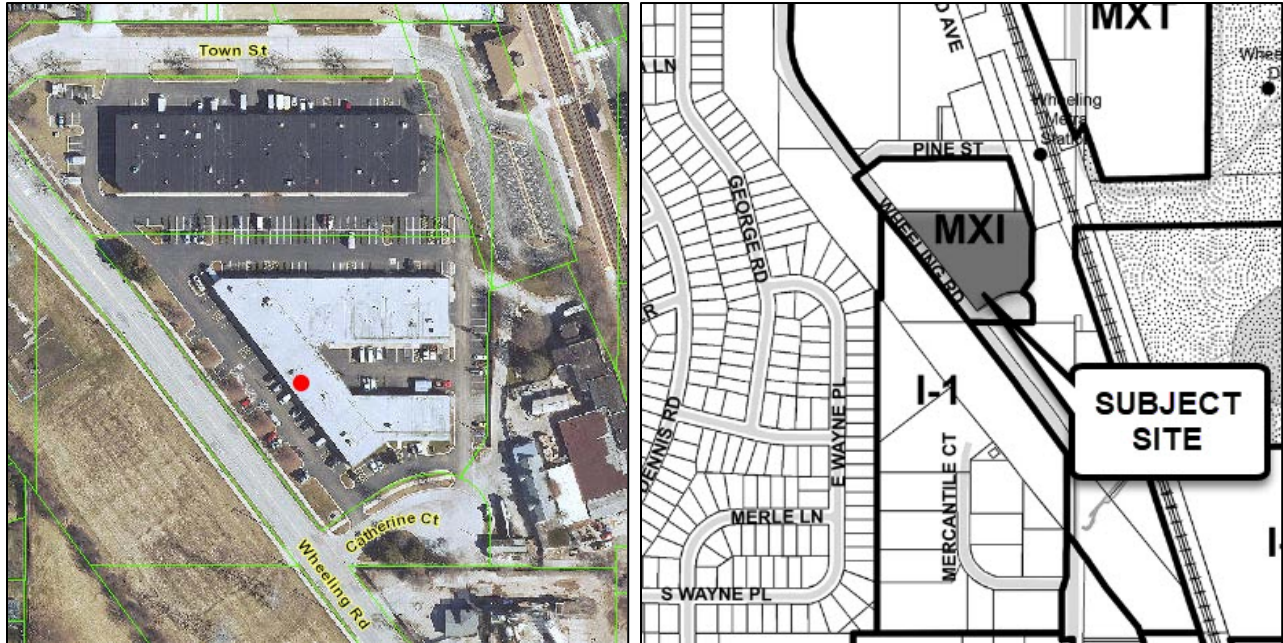 Town St
Catherine Ct
Wheeling Rd
MXT
LN
AVE
Wheeling
Metra
Station
PINE ST
GEORGE RD
WHEELING RD
MXI
SUBJECT
SITE
I-1
DENNIS RD
E WAYNE PL
MERCANTILE CT
MERLE LN
S WAYNE PL